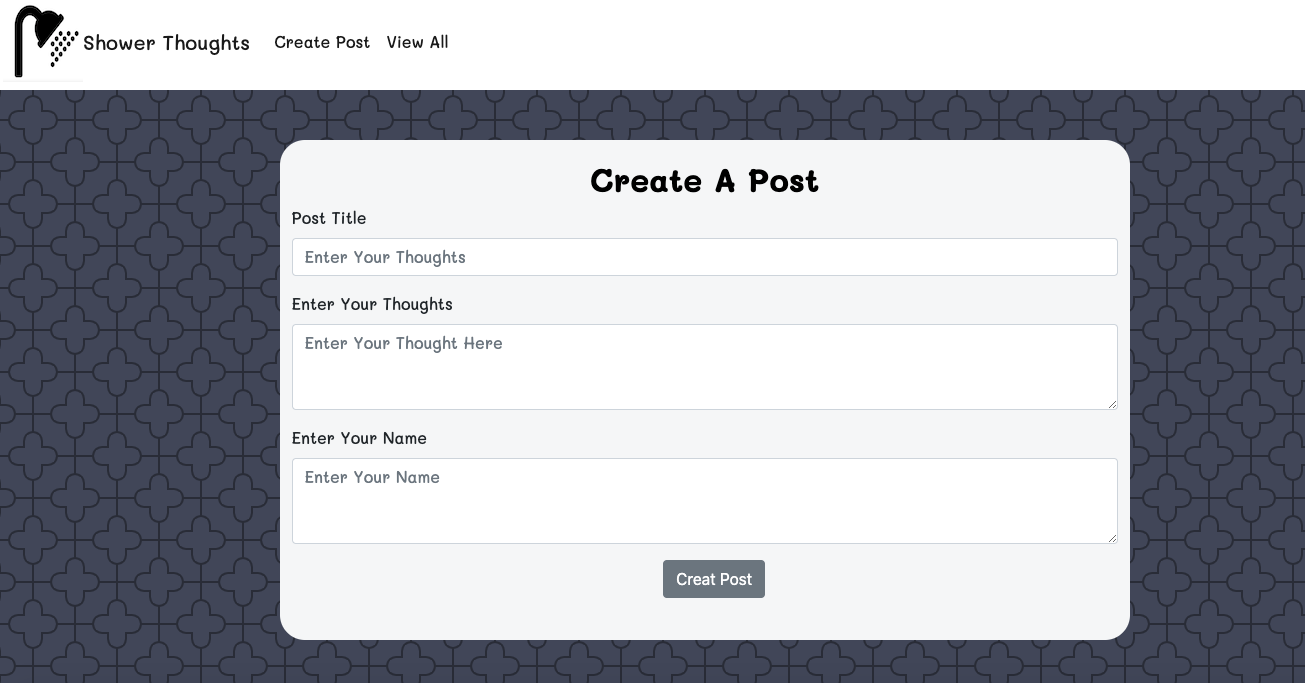 Shower Thoughts Create Post View All
Create A Post
Post Title
Enter Your Thoughts
Enter Your Thoughts
Enter Your Thought Here
Enter Your Name
Enter Your Name
Creat Post